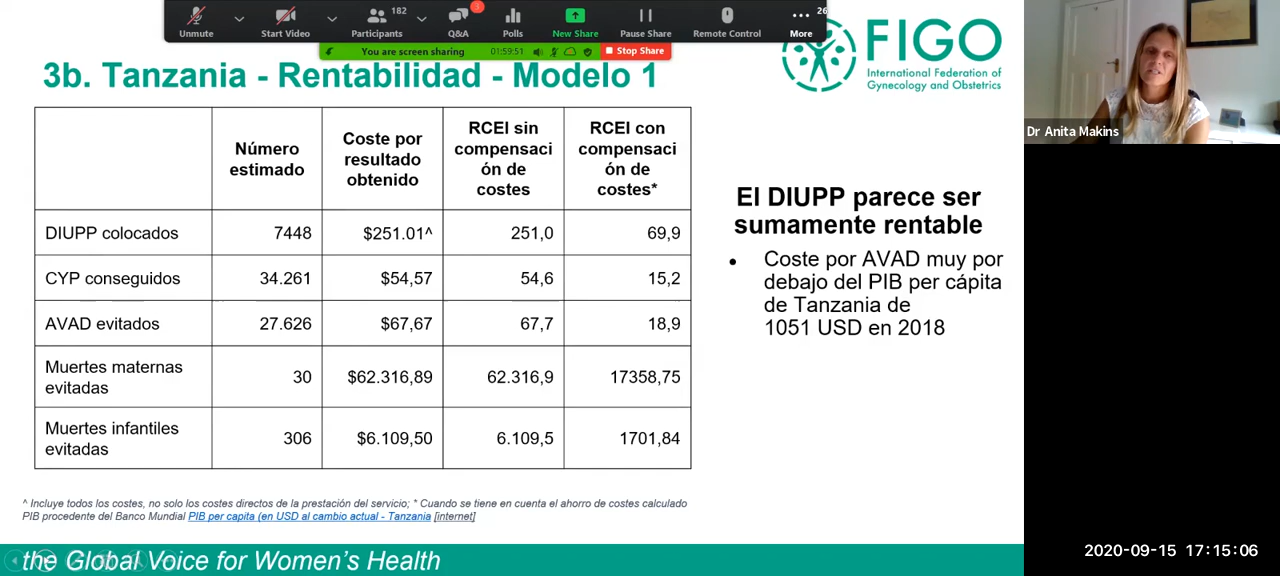 Unmute
Start Video
182
Participants
3
Q&A
Polls
New Share
Pause Share
Remote Control
26
More
You are screen sharing
01:59:51
Stop Share
3b. Tanzania - Rentabilidad - Modelo 1
FIGO
International Federation of
Gynecology and Obstetrics
Dr Anita Makins
Número
estimado
Coste por
resultado
obtenido
RCEI sin
compensaci
ón de
costes
RCEI con
compensaci
ón de
costes*
DIUPP colocados 7448 $251.01^ 251,0 69,9
CYP conseguidos 34.261 $54,57 54,6 15,2
AVAD evitados 27.626 $67,67 67,7 18,9
Muertes maternas
evitadas
30 $62.316,89 62.316,9 17358,75
Muertes infantiles
evitadas
306 $6.109,50 6.109,5 1701,84
El DIUPP parece ser
sumamente rentable
• Coste por AVAD muy por
debajo del PIB per cápita
de Tanzania de
1051 USD en 2018
^ Incluye todos los costes, no solo los costes directos de la prestación del servicio; * Cuando se tiene en cuenta el ahorro de costes calculado
PIB procedente del Banco Mundial PIB per capita (en USD al cambio actual - Tanzania [internet]
the Global Voice for Women's Health
2020-09-15 17:15:06